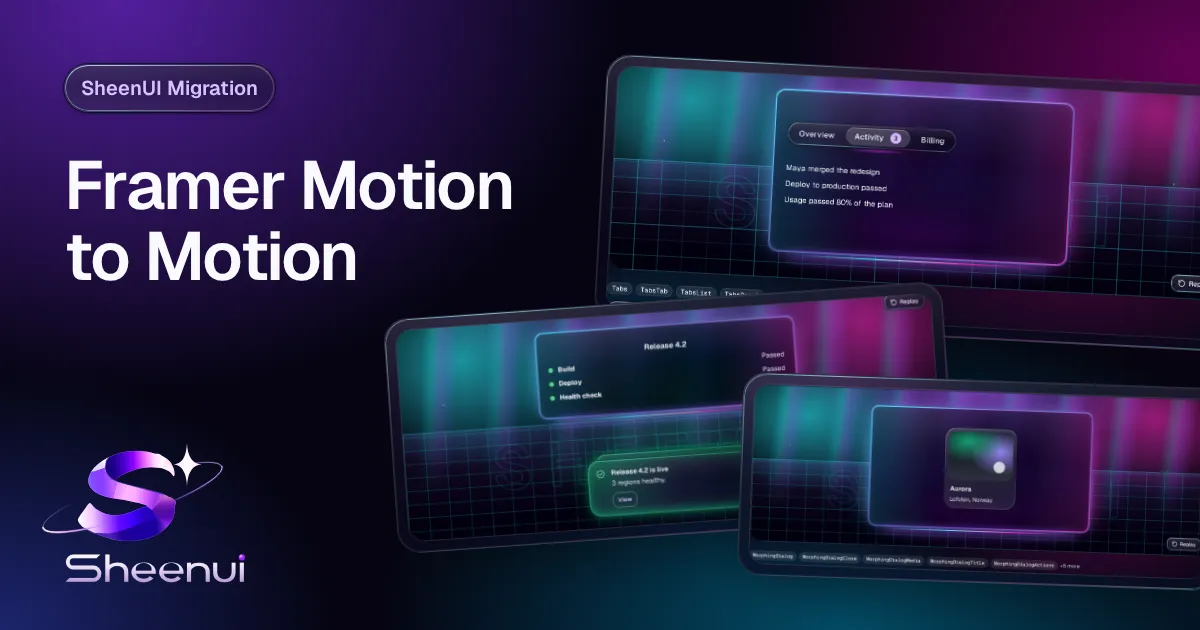 SheenUI Migration
Framer Motion
to Motion
Overview
Activity
3
Billing
Maya merged the redesign
Deploy to production passed
Usage passed 80% of the plan
Tabs
TabsTab
TabsList
Replay
Release 4.2
Build
Passed
Deploy
Passed
Health check
Release 4.2 is live
3 regions healthy.
View
Aurora
Lofoten, Norway
Replay
MorphingDialog
MorphingDialogClose
MorphingDialogMedia
MorphingDialogTitle
MorphingDialogActions
Sheenui